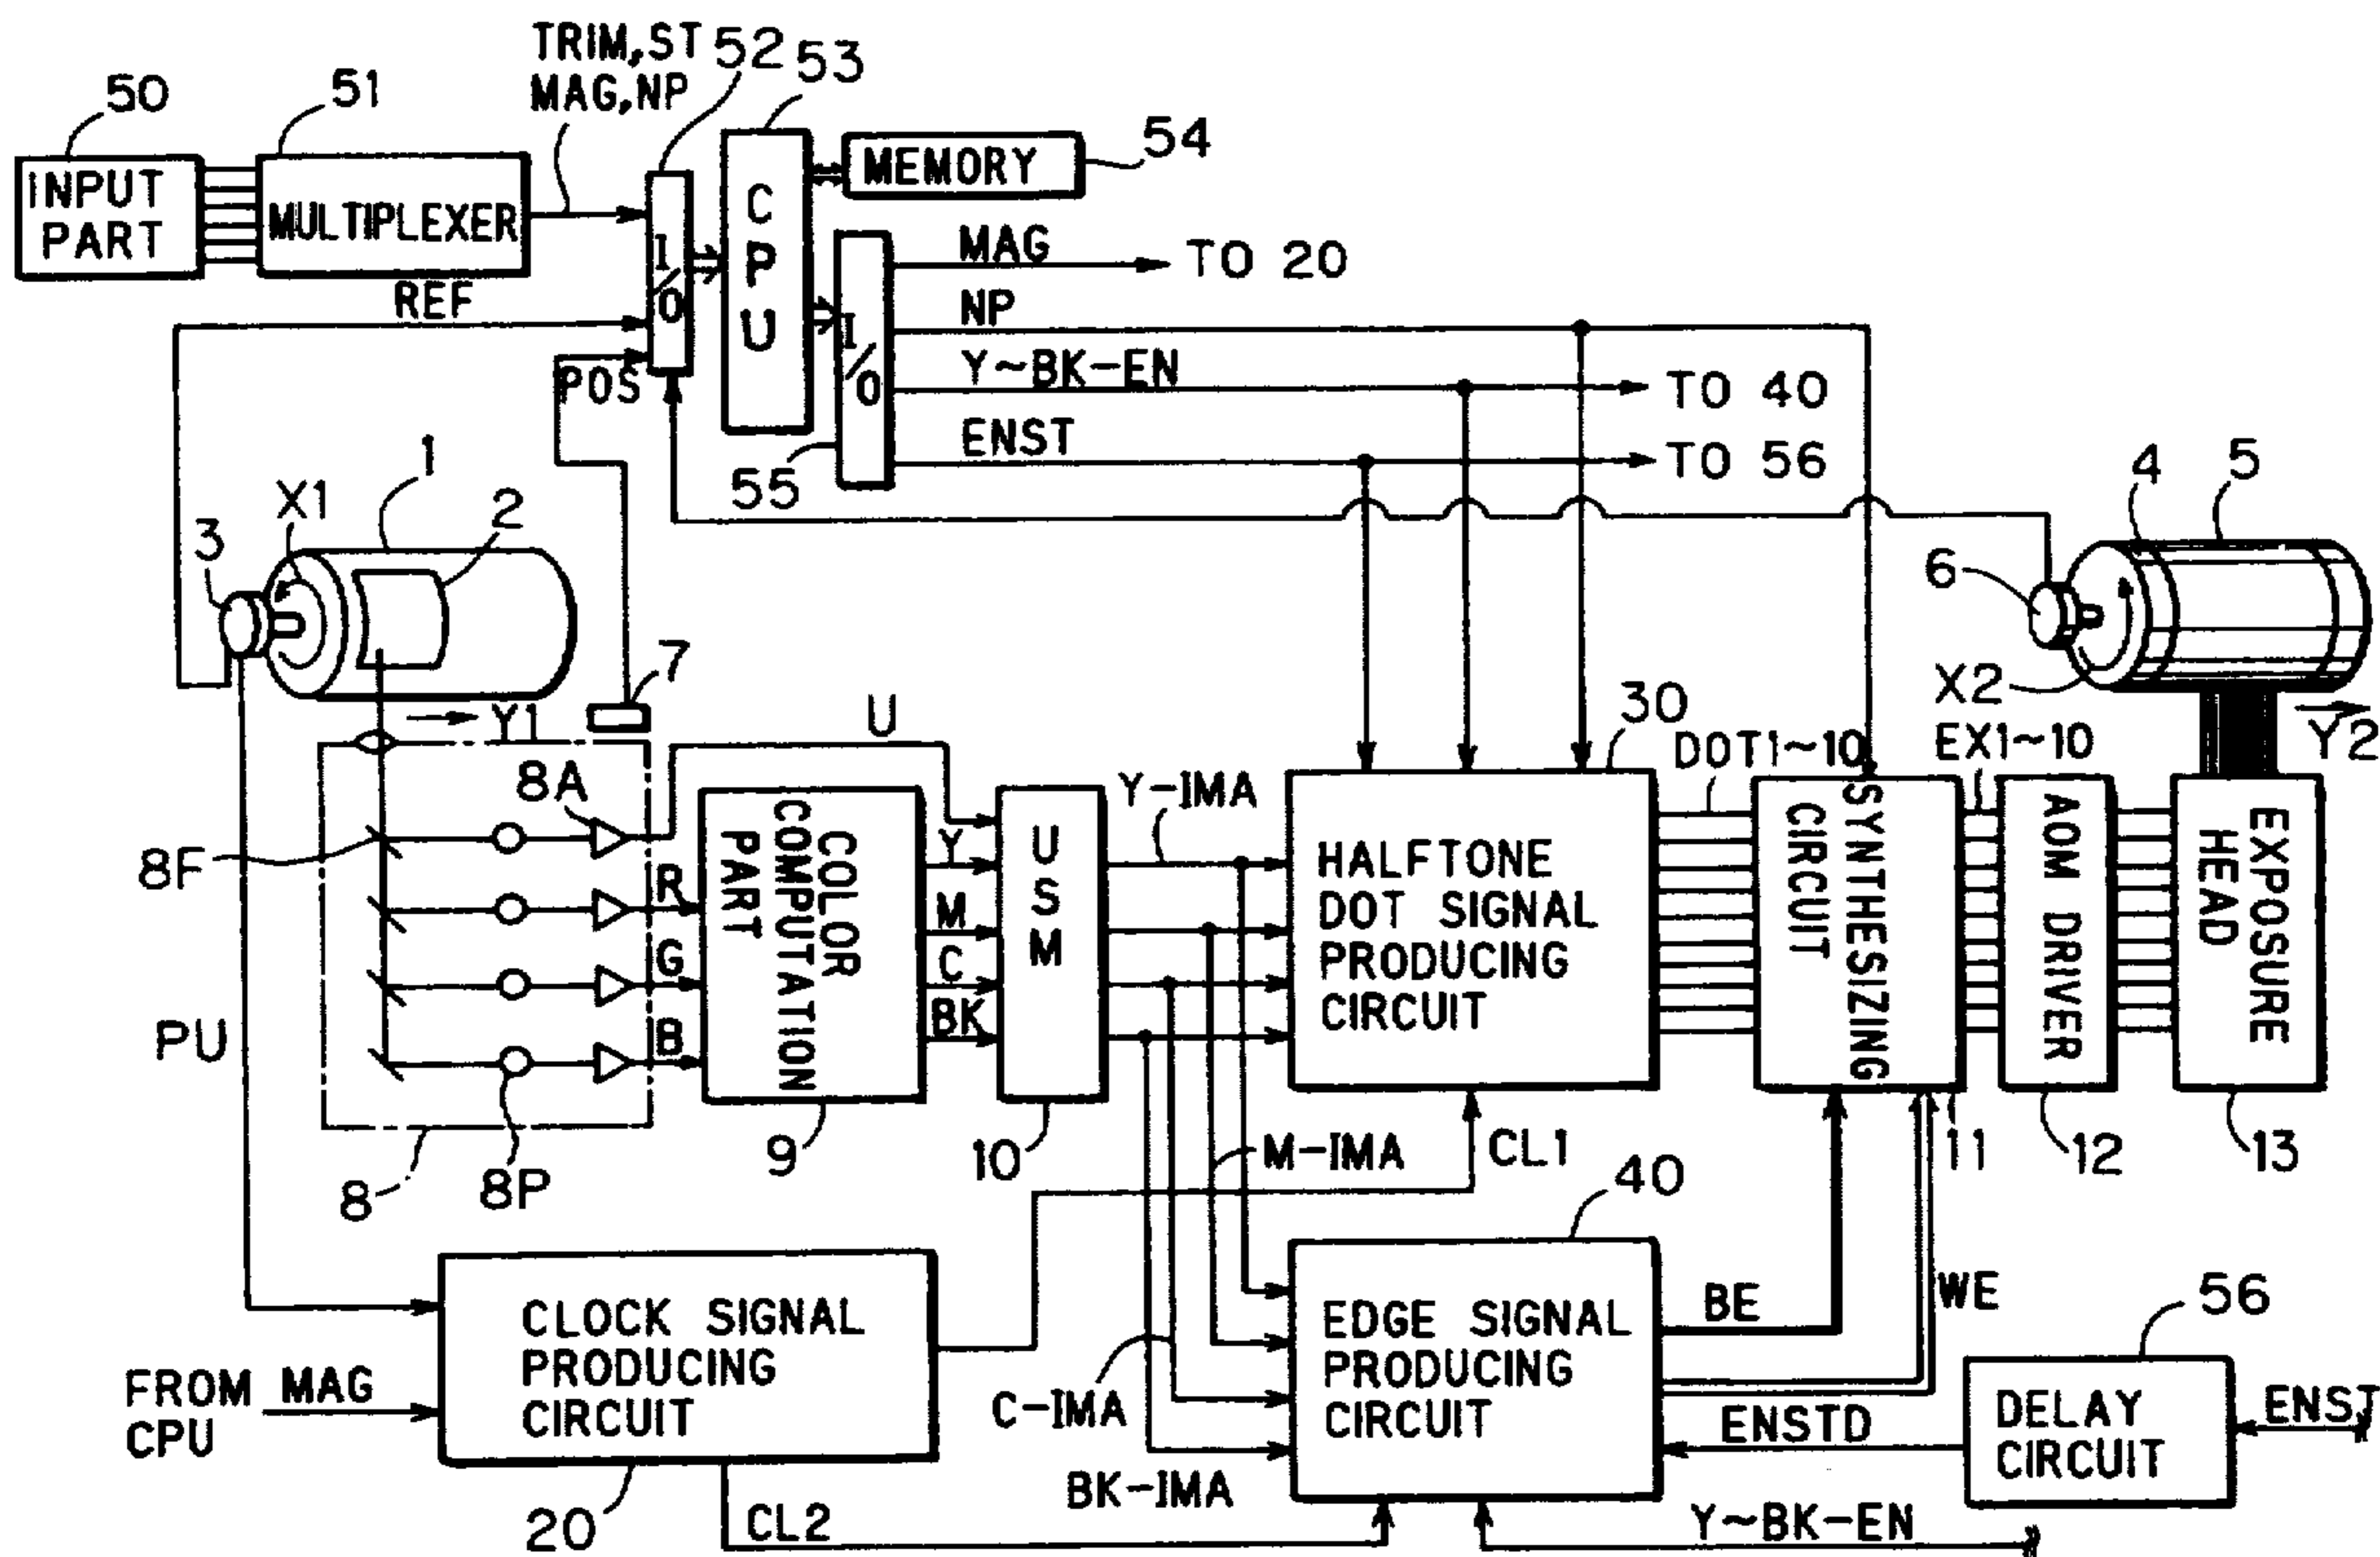 TRIM,ST
MAG,NP
52
53
50
51
54
INPUT
PART
MULTIPLEXER
I/O
CPU
MEMORY
MAG
TO 20
REF
NP
I/O
POS
Y~BK-EN
TO 40
ENST
TO 56
55
1
X1
2
3
4
5
6
7
X2
Y1
Y2
U
30
DOT1~10
EX1~10
8A
8F
Y-IMA
R
G
B
COLOR
COMPUTATION
PART
Y
M
C
BK
USM
HALFTONE
DOT SIGNAL
PRODUCING
CIRCUIT
SYNTHESIZING
CIRCUIT
AOM DRIVER
EXPOSURE
HEAD
PU
8
8P
9
10
M-IMA
CL1
40
11
12
13
CLOCK SIGNAL
PRODUCING
CIRCUIT
EDGE SIGNAL
PRODUCING
CIRCUIT
BE
WE
56
FROM MAG
CPU
C-IMA
ENSTD
DELAY
CIRCUIT
ENST
BK-IMA
20
CL2
Y~BK-EN